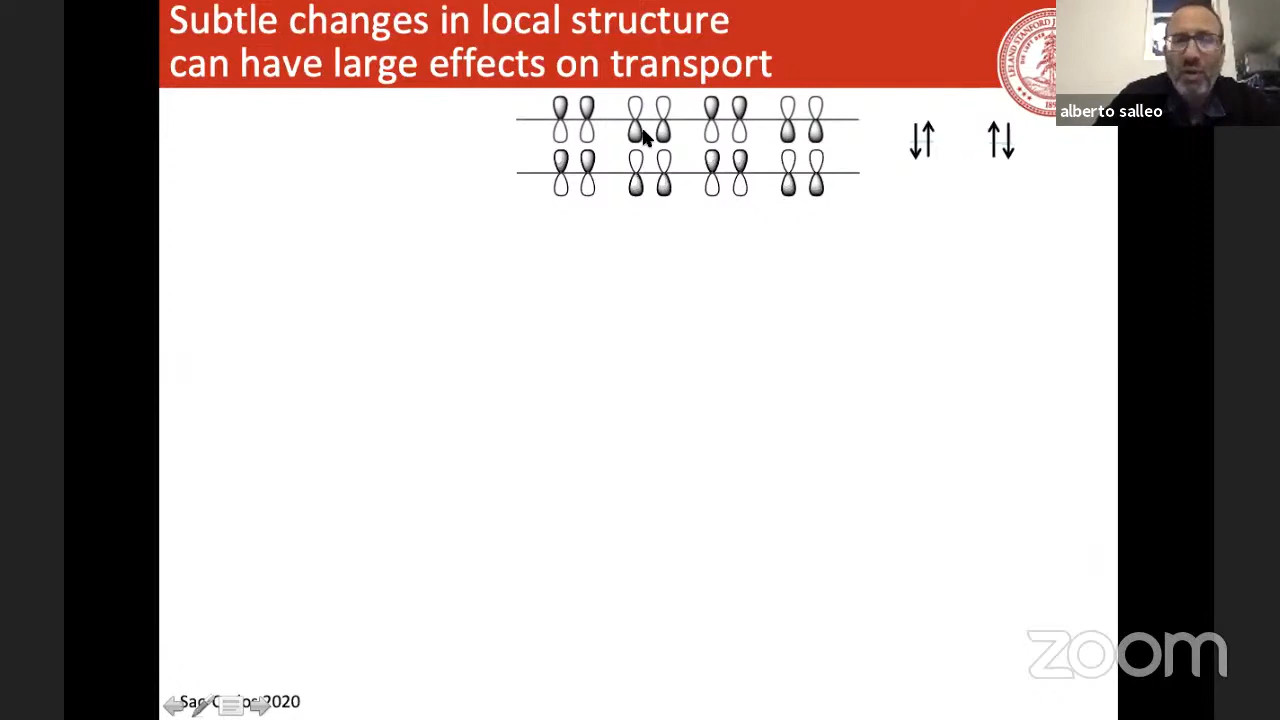 Subtle changes in local structure
can have large effects on transport
alberto salleo
zoom
2020